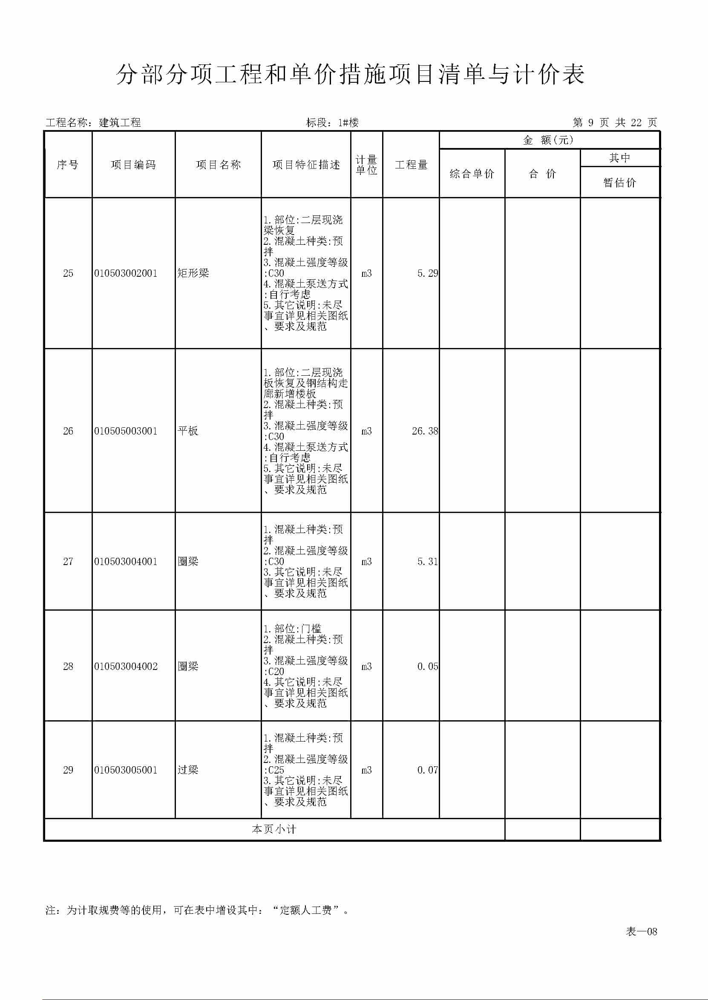 分部分项工程和单价措施项目清单与计价表
工程名称：建筑工程 标段：1#楼 第 9 页 共 22 页
序号 项目编码 项目名称 项目特征描述 计量单位 工程量 金 额(元)
综合单价 合 价 其中
暂估价
25 010503002001 矩形梁
1.部位:二层现浇
梁恢复
2.混凝土种类:预
拌
3.混凝土强度等级
:C30
4.混凝土泵送方式
:自行考虑
5.其它说明:未尽
事宜详见相关图纸
、要求及规范
m3 5.29
26 010505003001 平板
1.部位:二层现浇
板恢复及钢结构走
廊新增楼板
2.混凝土种类:预
拌
3.混凝土强度等级
:C30
4.混凝土泵送方式
:自行考虑
5.其它说明:未尽
事宜详见相关图纸
、要求及规范
m3 26.38
27 010503004001 圈梁
1.混凝土种类:预
拌
2.混凝土强度等级
:C30
3.其它说明:未尽
事宜详见相关图纸
、要求及规范
m3 5.31
28 010503004002 圈梁
1.部位:门槛
2.混凝土种类:预
拌
3.混凝土强度等级
:C20
4.其它说明:未尽
事宜详见相关图纸
、要求及规范
m3 0.05
29 010503005001 过梁
1.混凝土种类:预
拌
2.混凝土强度等级
:C25
3.其它说明:未尽
事宜详见相关图纸
、要求及规范
m3 0.07
本页小计
注：为计取规费等的使用，可在表中增设其中：“定额人工费”。
表—08